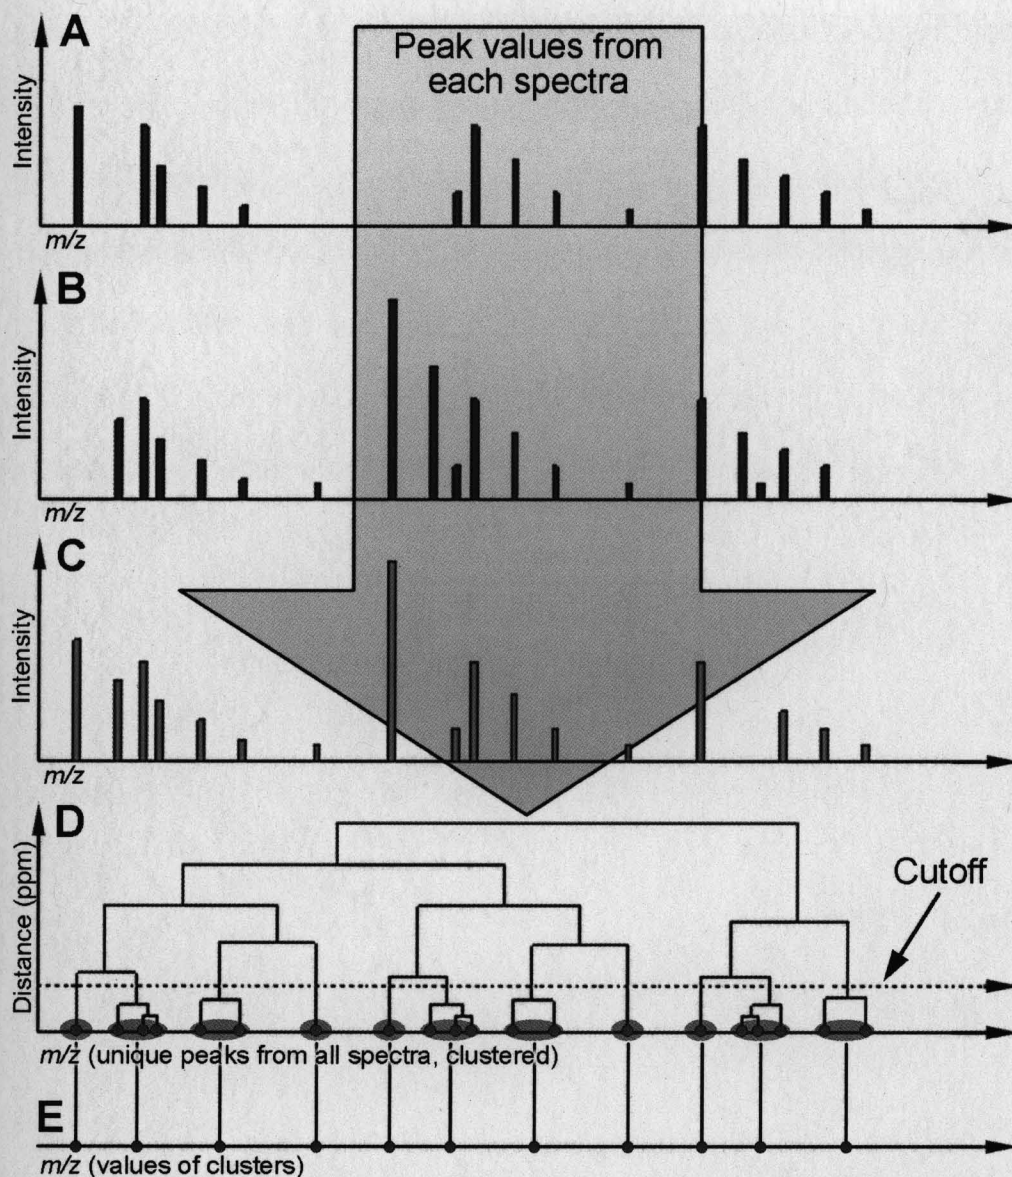 A
Peak values from
each spectra
Intensity
m/z
B
Intensity
m/z
C
Intensity
m/z
D
Distance (ppm)
Cutoff
m/z (unique peaks from all spectra, clustered)
E
m/z (values of clusters)